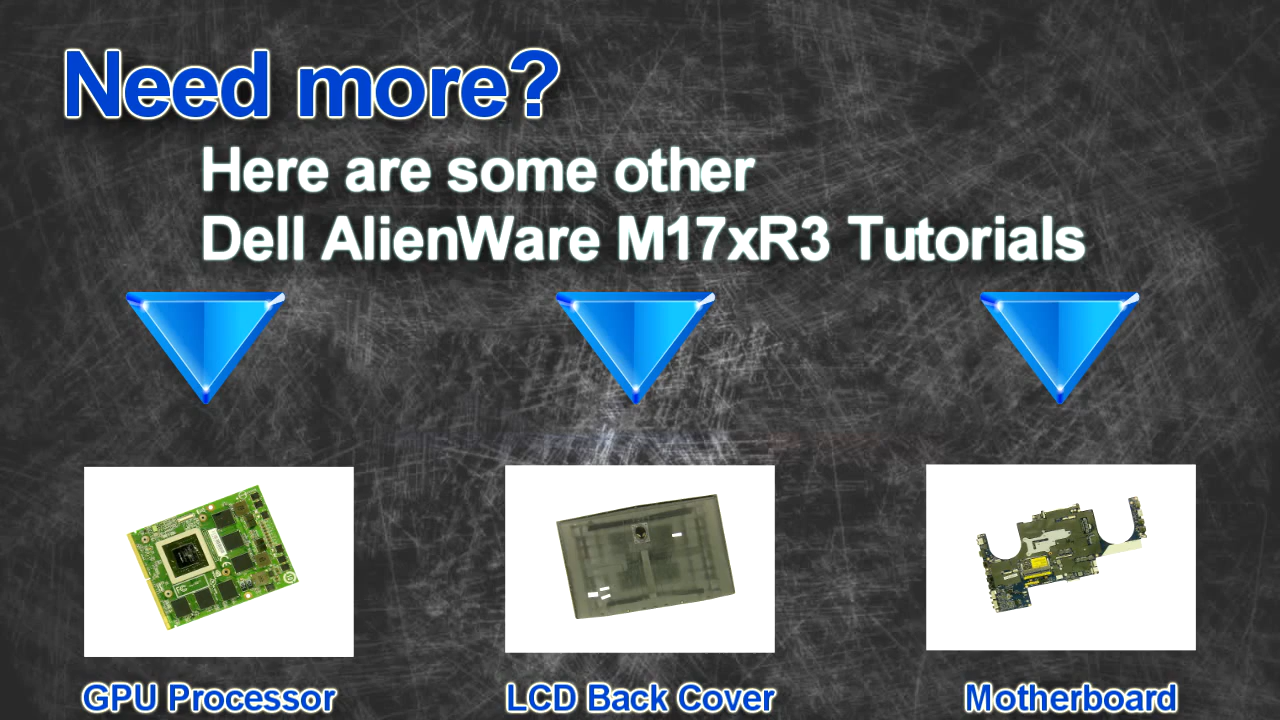 Need more?
Here are some other
Dell AlienWare M17xR3 Tutorials
GPU Processor
LCD Back Cover
Motherboard